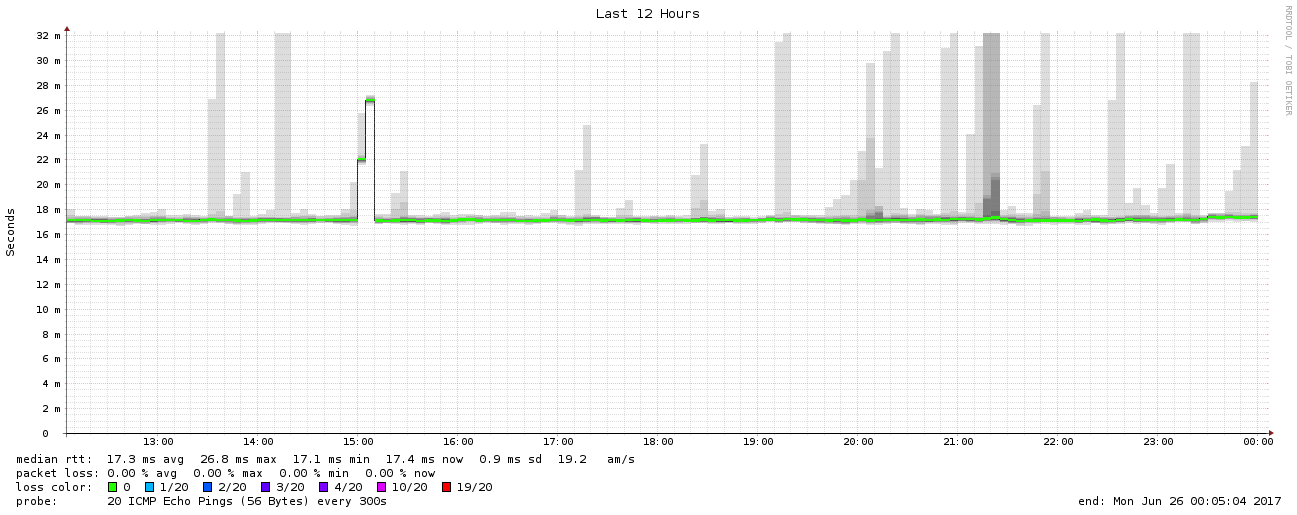 Last 12 Hours
RRDTOOL / TOBI OETIKER
Seconds
32 m
30 m
28 m
26 m
24 m
22 m
20 m
18 m
16 m
14 m
12 m
10 m
8 m
6 m
4 m
2 m
0
13:00 14:00 15:00 16:00 17:00 18:00 19:00 20:00 21:00 22:00 23:00 00:00
median rtt: 17.3 ms avg 26.8 ms max 17.1 ms min 17.4 ms now 0.9 ms sd 19.2 am/s
packet loss: 0.00 % avg 0.00 % max 0.00 % min 0.00 % now
loss color: 0 1/20 2/20 3/20 4/20 10/20 19/20
probe: 20 ICMP Echo Pings (56 Bytes) every 300s end: Mon Jun 26 00:05:04 2017